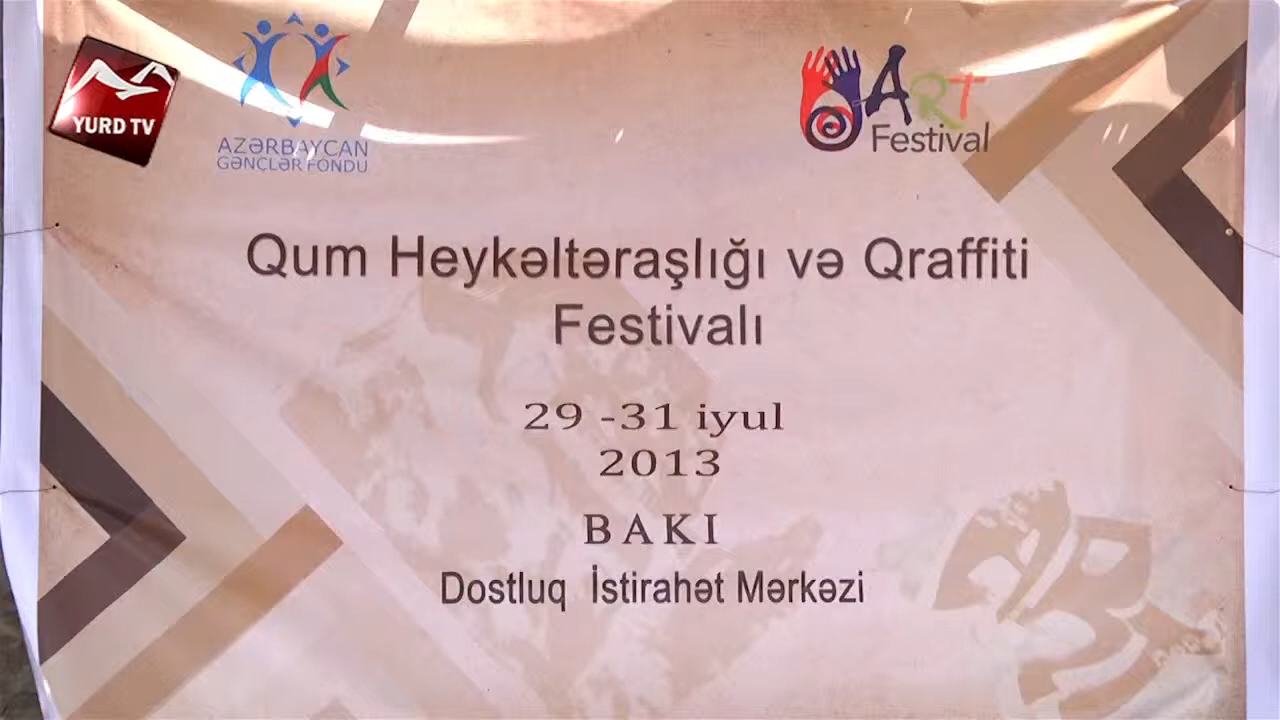 YURD TV
AZƏRBAYCAN
GƏNCLƏR FONDU
ART
Festival
Qum Heykəltəraşlığı və Qraffiti
Festivalı
29 -31 iyul
2013
BAKI
Dostluq İstirahət Mərkəzi